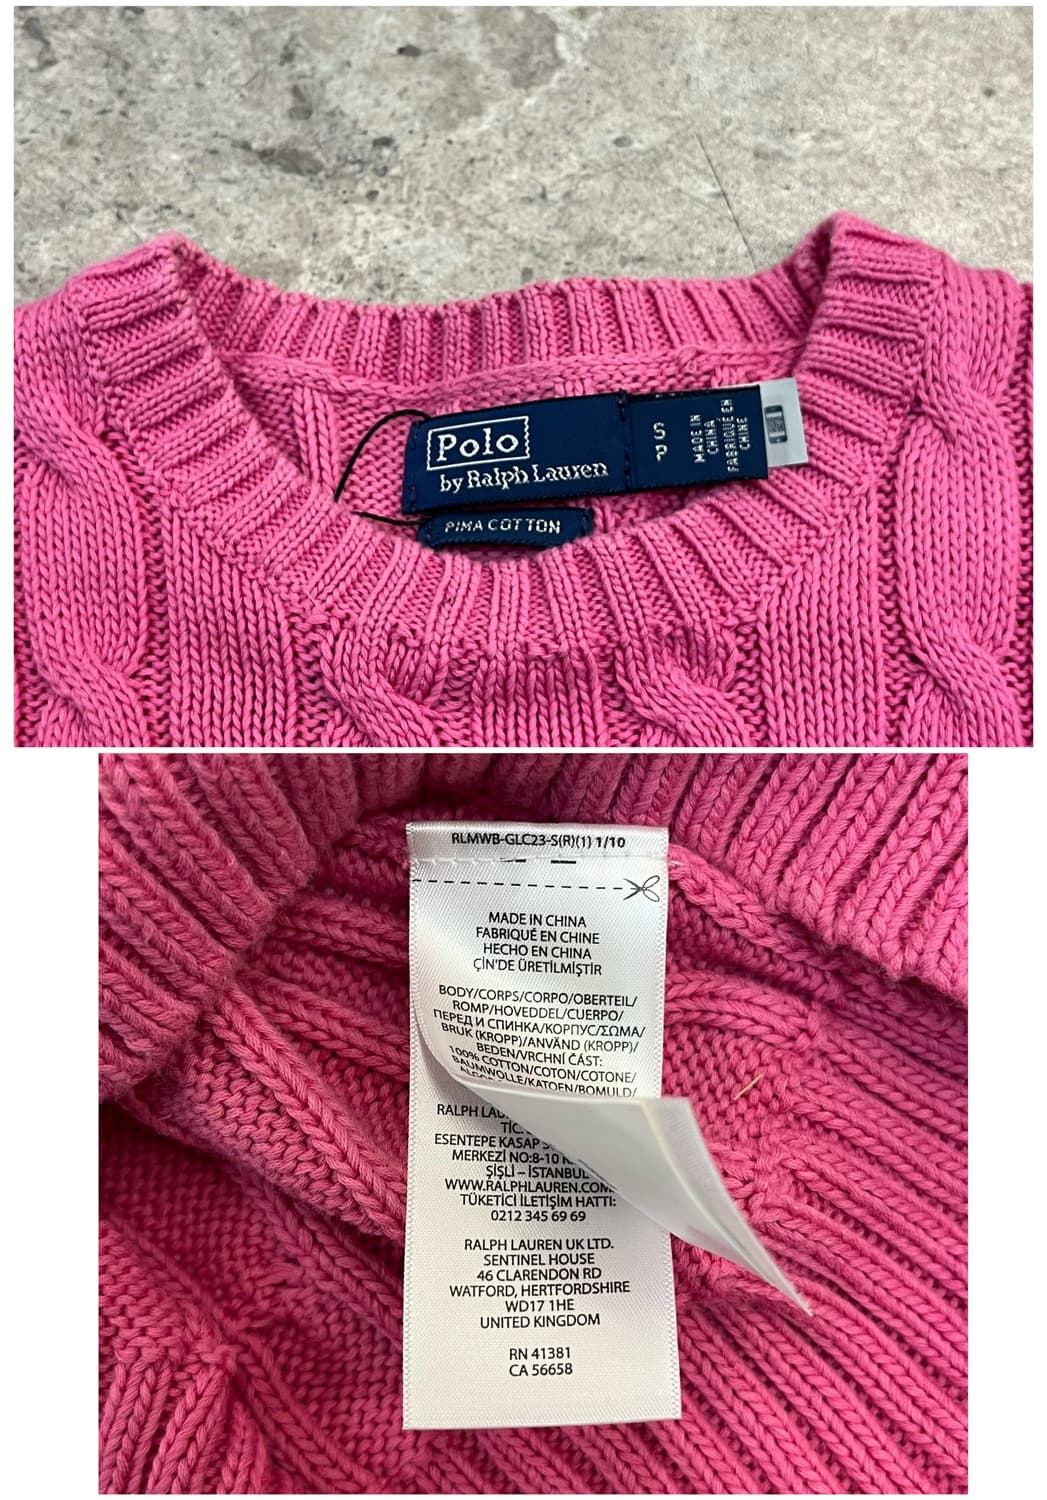 Polo
by Ralph Lauren
S
P
MADE IN
CHINA
FABRIQUÉ EN
CHINE
PIMA COTTON
RLMWB-GLC23-S(R)(1) 1/10
MADE IN CHINA
FABRIQUÉ EN CHINE
HECHO EN CHINA
ÇİN'DE ÜRETİLMİŞTİR
BODY/CORPS/CORPO/OBERTEIL/
ROMP/HOVEDDEL/CUERPO/
ПЕРЕД И СПИНКА/КОРПУС/ΣΩΜΑ/
BRUK (KROPP)/ANVÄND (KROPP)/
BEDEN/VRCHNÍ ČÁST:
100% COTTON/COTON/COTONE/
BAUMWOLLE/KATOEN/BOMULD/
RALPH
ESENTEPE KASAP
MERKEZİ NO:8-10
ŞİŞLİ – İSTANBUL
WWW.RALPHLAUREN.COM.
TÜKETİCİ İLETİŞİM HATTI:
0212 345 69 69
RALPH LAUREN UK LTD.
SENTINEL HOUSE
46 CLARENDON RD
WATFORD, HERTFORDSHIRE
WD17 1HE
UNITED KINGDOM
RN 41381
CA 56658